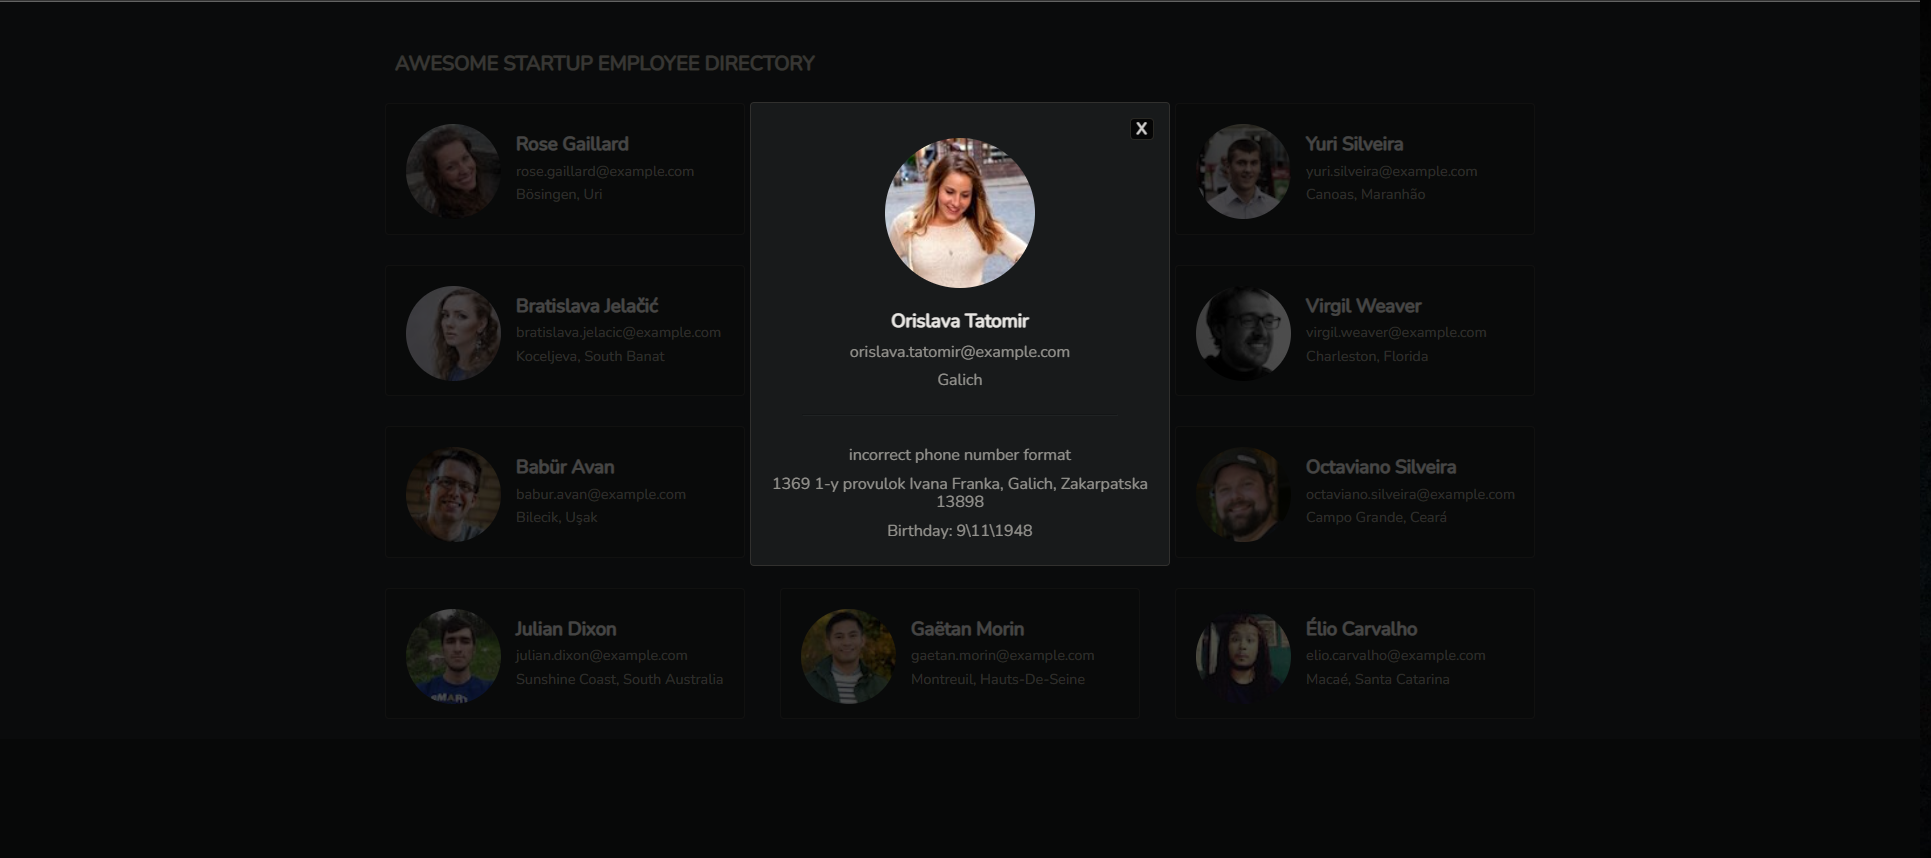 AWESOME STARTUP EMPLOYEE DIRECTORY
Rose Gaillard
rose.gaillard@example.com
Bösingen, Uri
X
Orislava Tatomir
orislava.tatomir@example.com
Galich
incorrect phone number format
1369 1-y provulok Ivana Franka, Galich, Zakarpatska
13898
Birthday: 9\11\1948
Yuri Silveira
yuri.silveira@example.com
Canoas, Maranhão
Bratislava Jelačić
bratislava.jelacic@example.com
Koceljeva, South Banat
Virgil Weaver
virgil.weaver@example.com
Charleston, Florida
Babür Avan
babur.avan@example.com
Bilecik, Uşak
Octaviano Silveira
octaviano.silveira@example.com
Campo Grande, Ceará
Julian Dixon
julian.dixon@example.com
Sunshine Coast, South Australia
Gaëtan Morin
gaetan.morin@example.com
Montreuil, Hauts-De-Seine
Élio Carvalho
elio.carvalho@example.com
Macaé, Santa Catarina